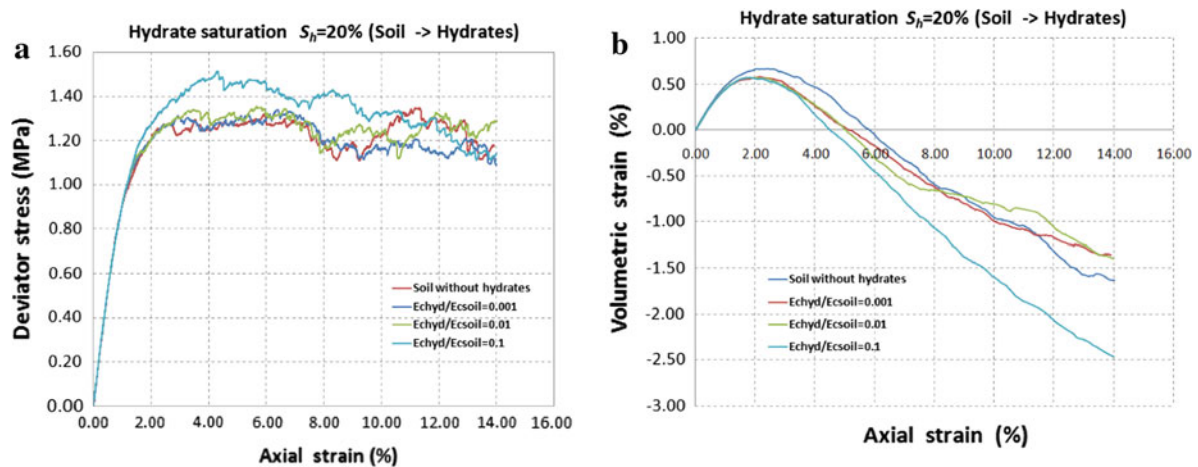 a
Hydrate saturation Sh=20% (Soil -> Hydrates)
1.60
1.40
1.20
1.00
0.80
0.60
0.40
0.20
0.00
Deviator stress (MPa)
0.00 2.00 4.00 6.00 8.00 10.00 12.00 14.00 16.00
Axial strain (%)
Soil without hydrates
Echyd/Ecsoil=0.001
Echyd/Ecsoil=0.01
Echyd/Ecsoil=0.1
b
Hydrate saturation Sh=20% (Soil -> Hydrates)
1.00
0.50
0.00
-0.50
-1.00
-1.50
-2.00
-2.50
-3.00
Volumetric strain (%)
0.00 2.00 4.00 6.00 8.00 10.00 12.00 14.00 16.00
Soil without hydrates
Echyd/Ecsoil=0.001
Echyd/Ecsoil=0.01
Echyd/Ecsoil=0.1
Axial strain (%)